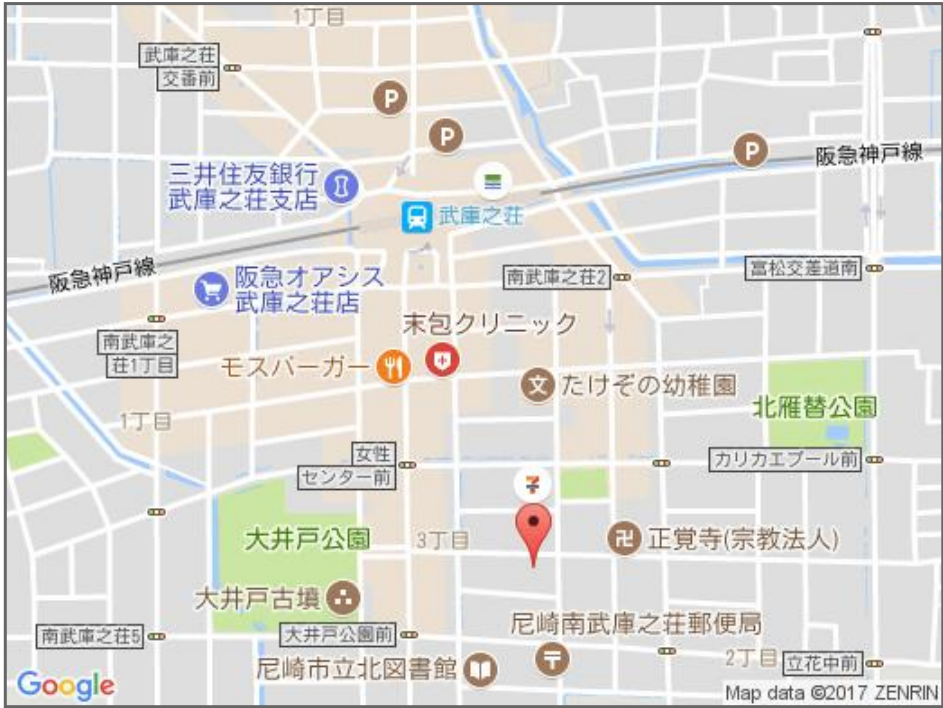 1丁目
武庫之荘
交番前
P
P
P
阪急神戸線
三井住友銀行
武庫之荘支店
武庫之荘
阪急神戸線
阪急オアシス
武庫之荘店
南武庫之荘2
富松交差道南
末包クリニック
南武庫之
荘1丁目
モスバーガー
文
たけぞの幼稚園
北雁替公園
1丁目
女性
センター前
カリカエプール前
7
大井戸公園
3丁目
卍
正覚寺(宗教法人)
大井戸古墳
尼崎南武庫之荘郵便局
南武庫之荘5
大井戸公園前
〒
尼崎市立北図書館
2丁目
立花中前
Google
Map data ©2017 ZENRIN